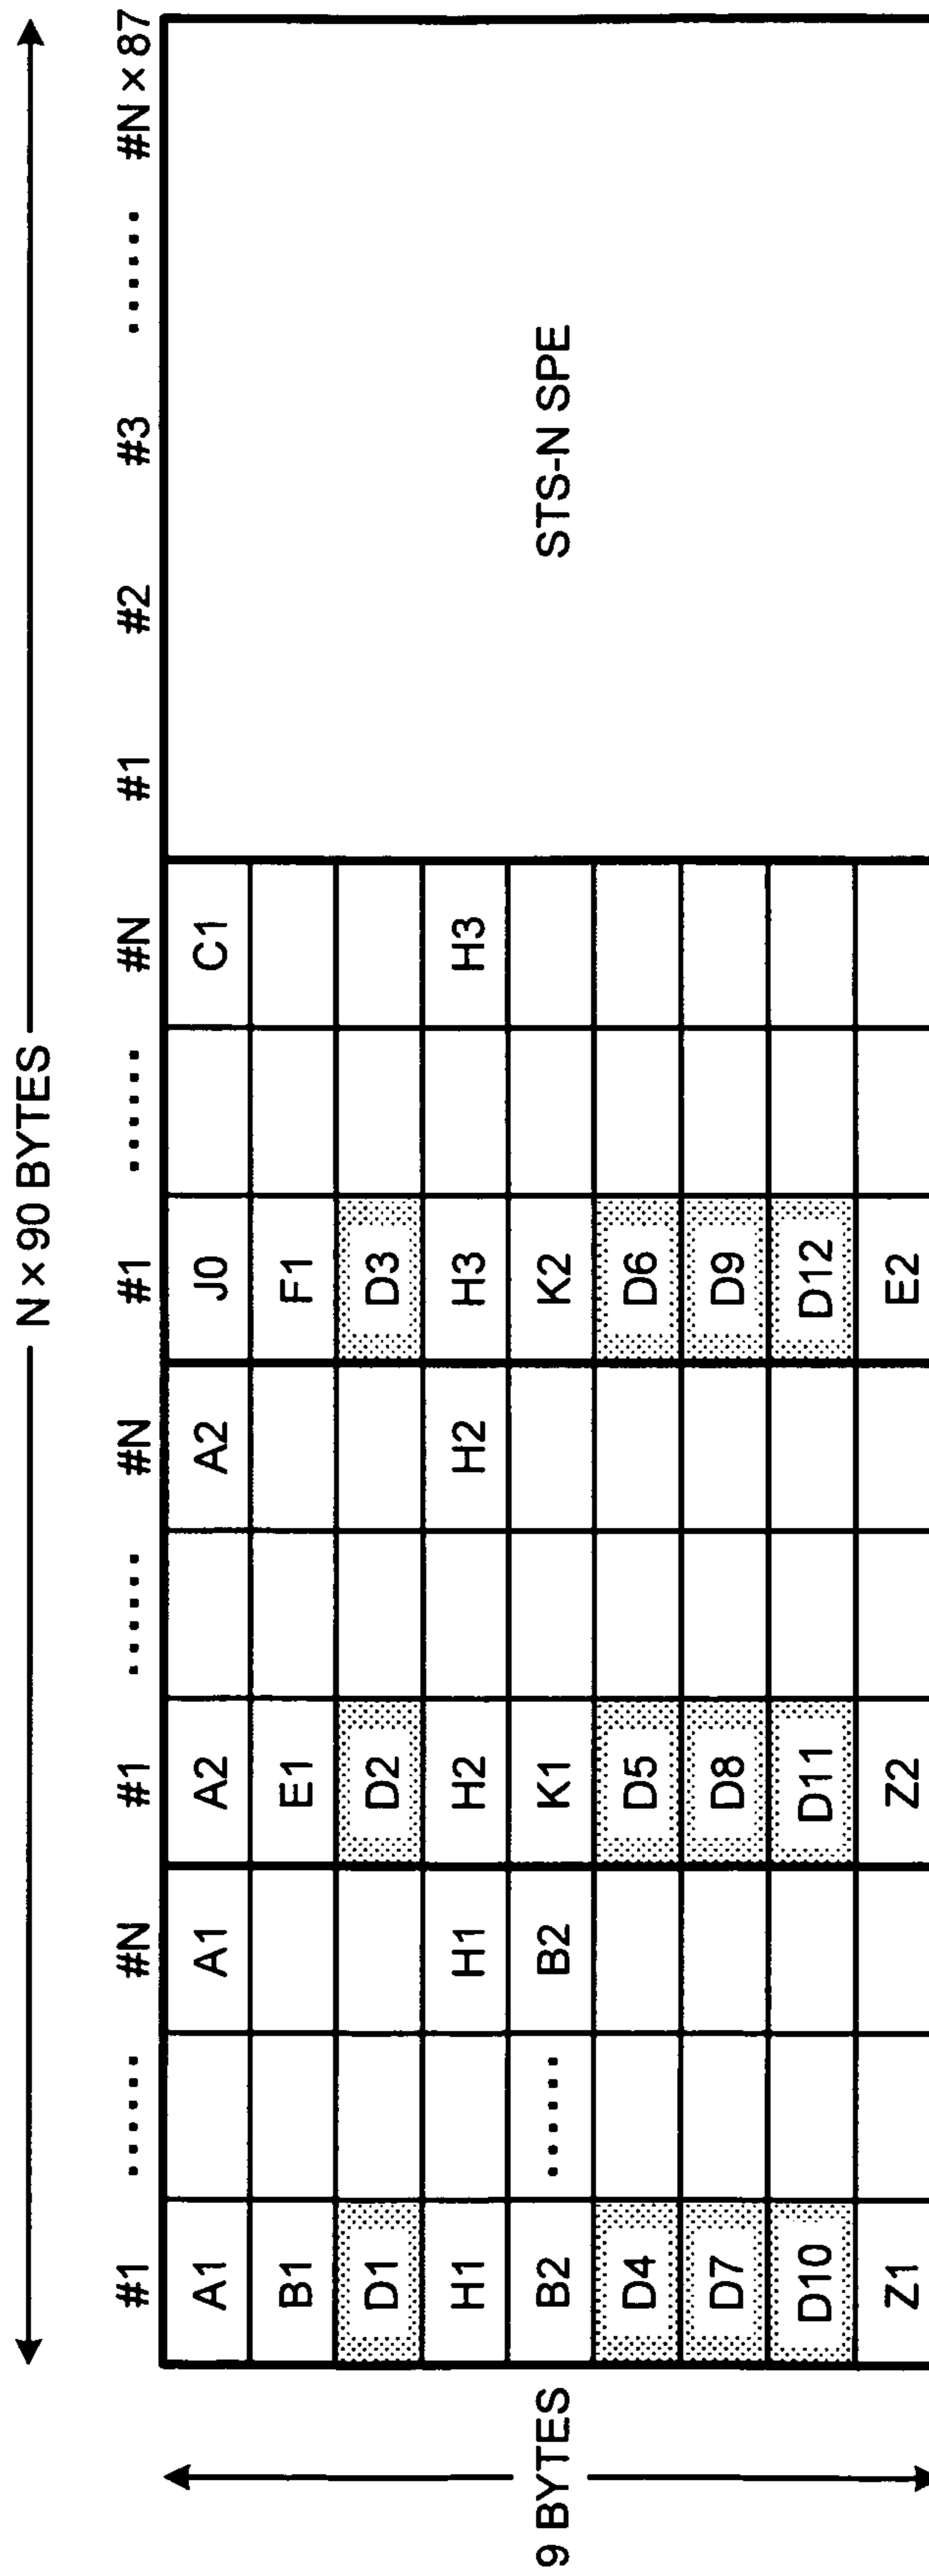 N × 90 BYTES
#1 ...... #N #1 ...... #N #1 ...... #N #1 #2 #3 ...... #N × 87
A1 A1 A2 A2 J0 C1
B1 E1 F1
D1 D2 D3
H1 H1 H2 H2 H3 H3
9 BYTES B2 ...... B2 K1 K2 STS-N SPE
D4 D5 D6
D7 D8 D9
D10 D11 D12
Z1 Z2 E2